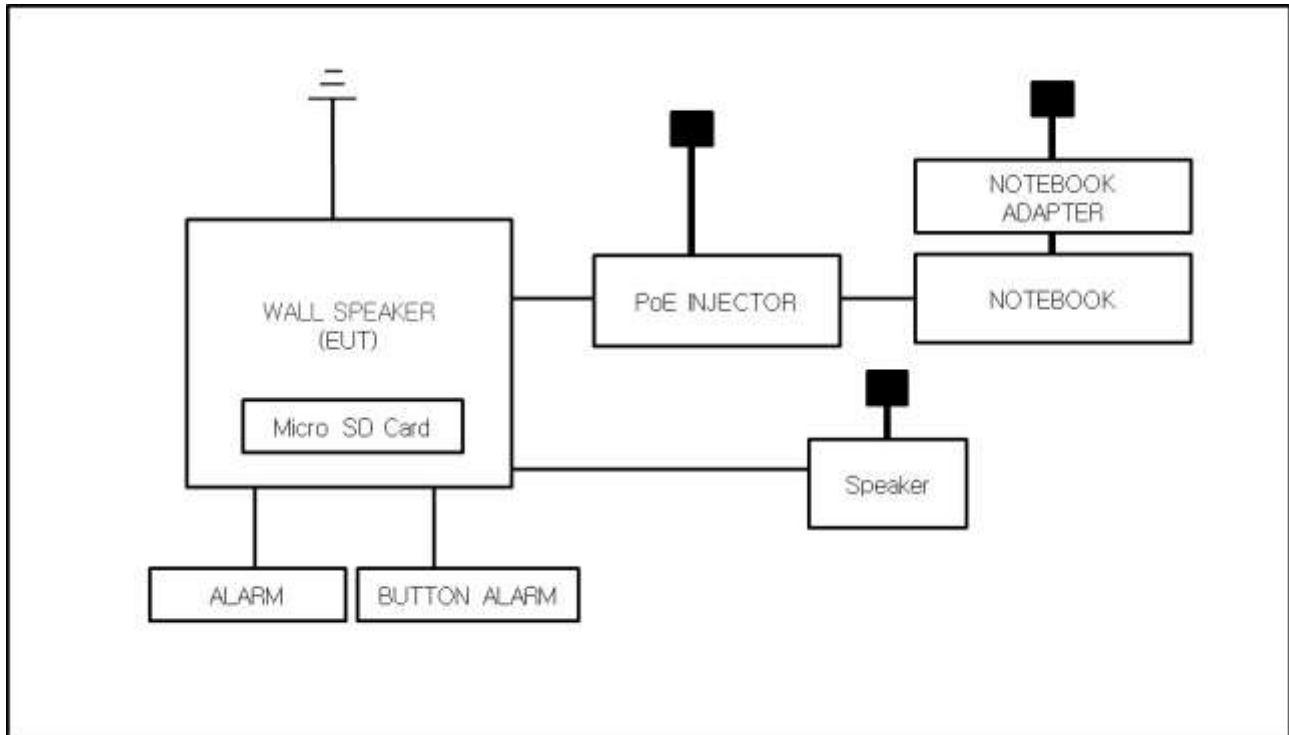 NOTEBOOK
ADAPTER
WALL SPEAKER
(EUT)
PoE INJECTOR
NOTEBOOK
Micro SD Card
Speaker
ALARM
BUTTON ALARM